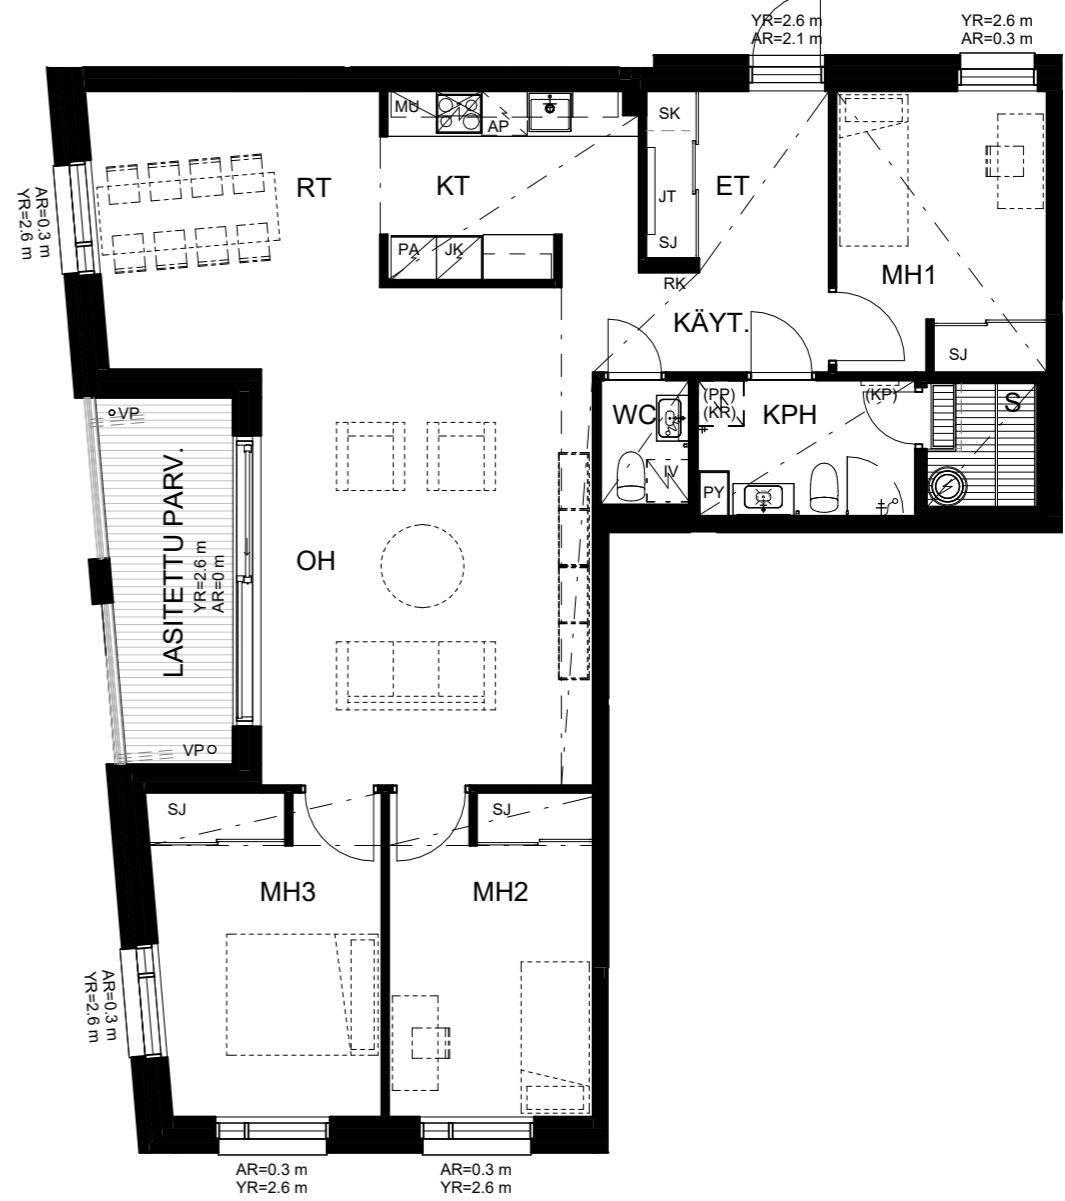 YR=2.6 m
AR=2.1 m
YR=2.6 m
AR=0.3 m
MU
AP
SK
RT
KT
JT
ET
AR=0.3 m
YR=2.6 m
PA
JK
SJ
RK
MH1
KÄYT.
SJ
VP
WC
(PP)
(KR)
KPH
(KP)
S
IV
PY
LASITETTU PARV.
YR=2.6 m
AR=0 m
OH
VP
SJ
SJ
MH3
MH2
AR=0.3 m
YR=2.6 m
AR=0.3 m
YR=2.6 m
AR=0.3 m
YR=2.6 m